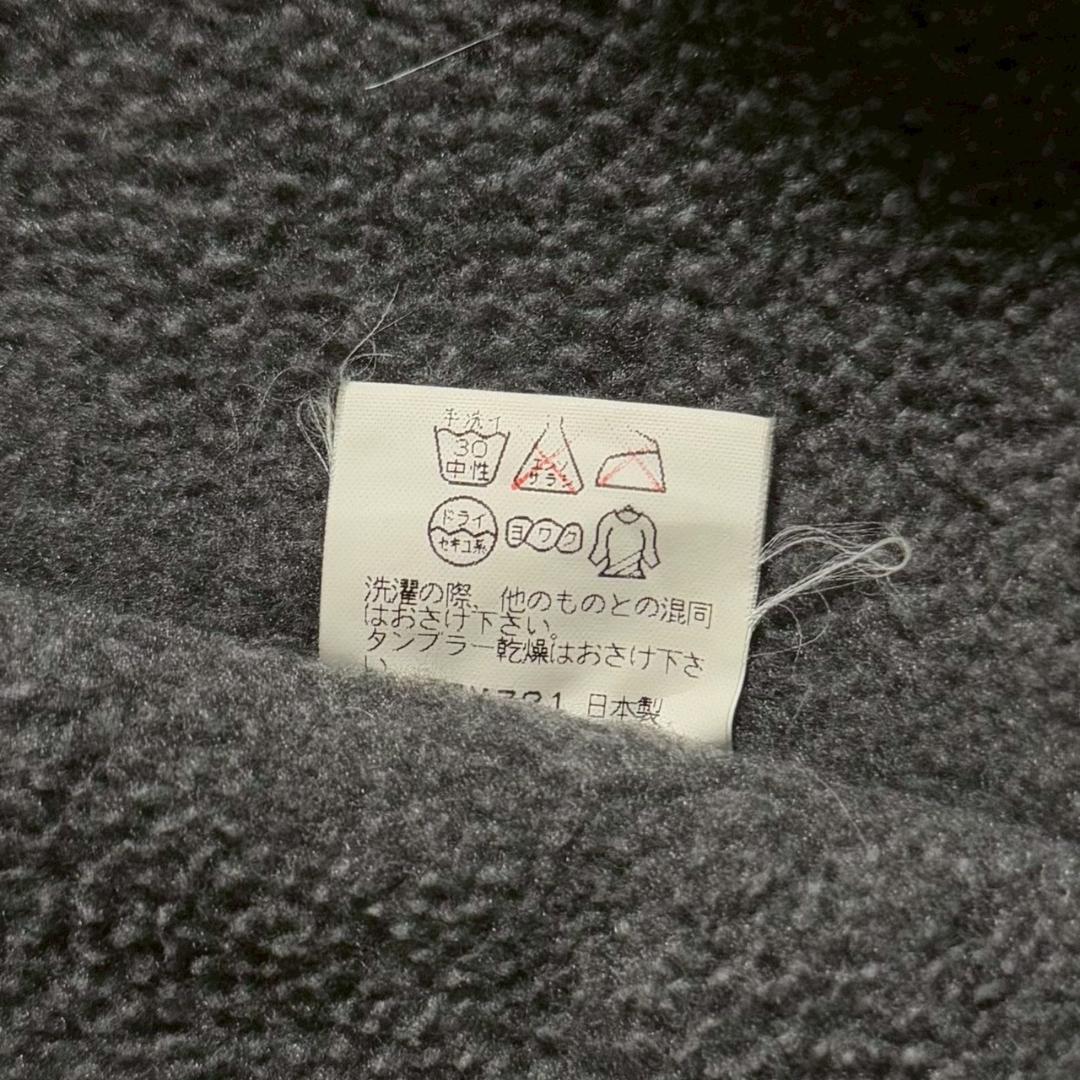 手洗イ
30
中性
エンソ
サラシ
ドライ
セキユ系
ヨワク
洗濯の際、他のものとの混同
はおさけ下さい。
タンブラー乾燥はおさけ下さ
い
日本製